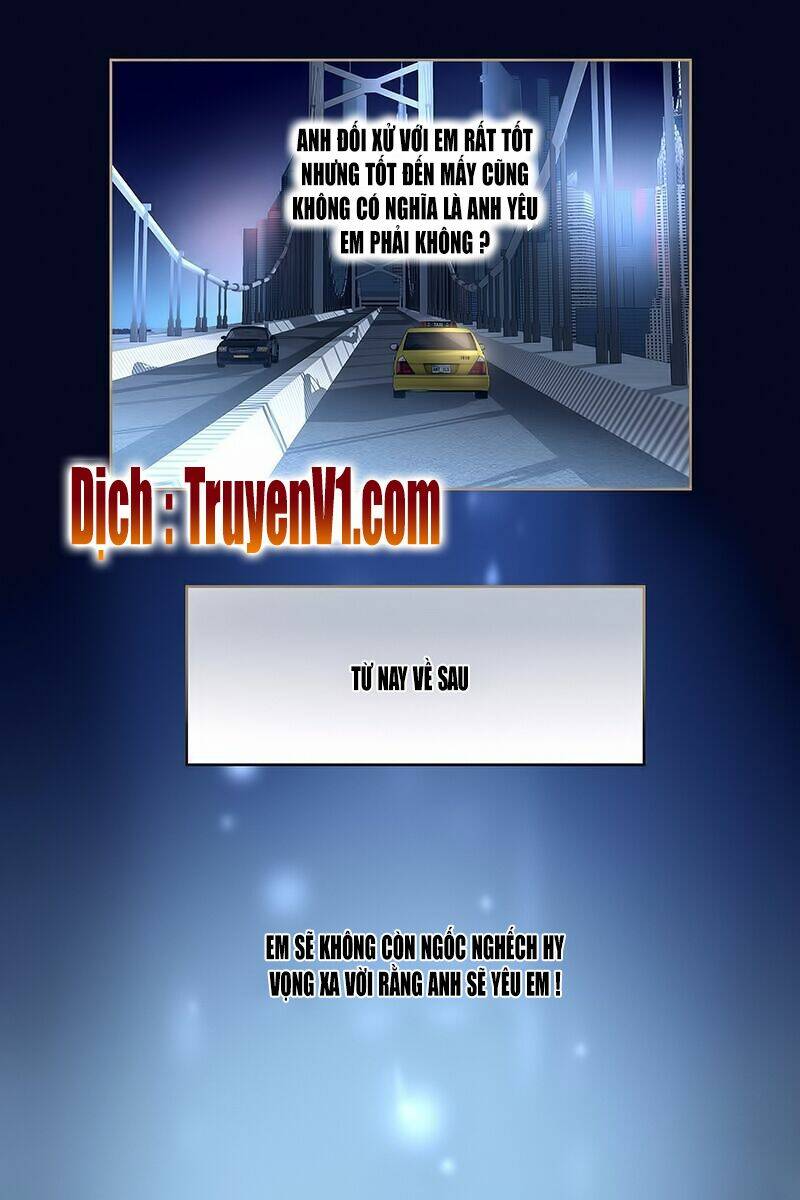 ANH ĐỐI XỬ VỚI EM RẤT TỐT
NHƯNG TỐT ĐẾN MẤY CŨNG
KHÔNG CÓ NGHĨA LÀ ANH YÊU
EM PHẢI KHÔNG ?
TAXI
Dịch : TruyenV1.com
TỪ NAY VỀ SAU
EM SẼ KHÔNG CÒN NGỐC NGHẾCH HY
VỌNG XA VỜI RẰNG ANH SẼ YÊU EM !